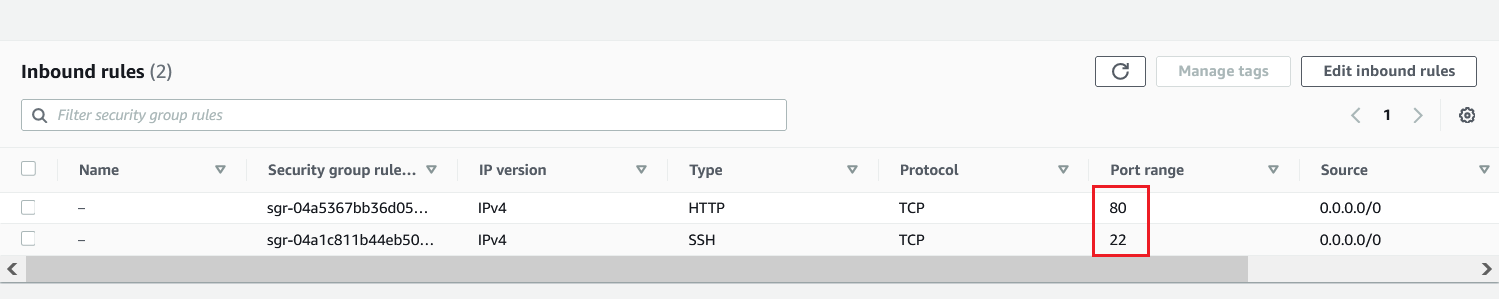 Inbound rules (2)
Manage tags
Edit inbound rules
Filter security group rules
1
Name Security group rule... IP version Type Protocol Port range Source
– sgr-04a5367bb36d05... IPv4 HTTP TCP 80 0.0.0.0/0
– sgr-04a1c811b44eb50... IPv4 SSH TCP 22 0.0.0.0/0